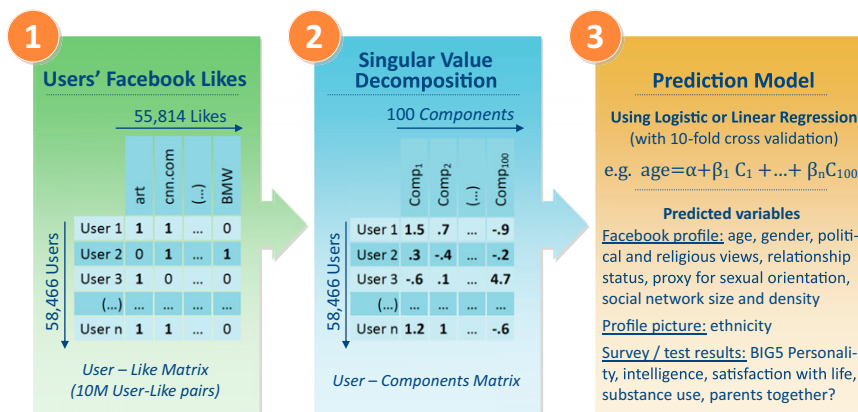 1
Users' Facebook Likes
55,814 Likes
art cnn.com (...) BMW
58,466 Users
User 1 1 1 ... 0
User 2 0 1 ... 1
User 3 1 0 ... 0
(...) ... ... ... ...
User n 1 1 ... 0
User – Like Matrix
(10M User-Like pairs)
2
Singular Value
Decomposition
100 Components
Comp1 Comp2 (...) Comp100
58,466 Users
User 1 1.5 .7 ... -.9
User 2 .3 -.4 ... -.2
User 3 -.6 .1 ... 4.7
(...) ... ... ... ...
User n 1.2 1 ... -.6
User – Components Matrix
3
Prediction Model
Using Logistic or Linear Regression
(with 10-fold cross validation)
e.g. age=α+β1 C1 +...+ βnC100
Predicted variables
Facebook profile: age, gender, politi-
cal and religious views, relationship
status, proxy for sexual orientation,
social network size and density
Profile picture: ethnicity
Survey / test results: BIG5 Personali-
ty, intelligence, satisfaction with life,
substance use, parents together?